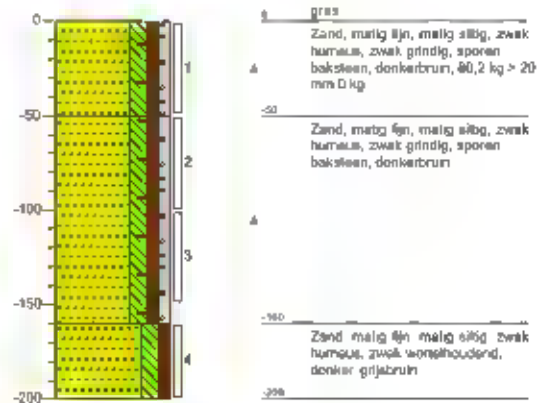 0
gras
Zand, matig fijn, matig siltig, zwak
humeus, zwak grindig, sporen
baksteen, donkerbruin, 80,2 kg > 20
mm 0 kg
1
-50
-50
Zand, matig fijn, matig siltig, zwak
humeus, zwak grindig, sporen
baksteen, donkerbruin
2
-100
3
-150
-160
Zand, matig fijn, matig siltig, zwak
humeus, zwak wortelhoudend,
donker grijsbruin
4
-200
-200